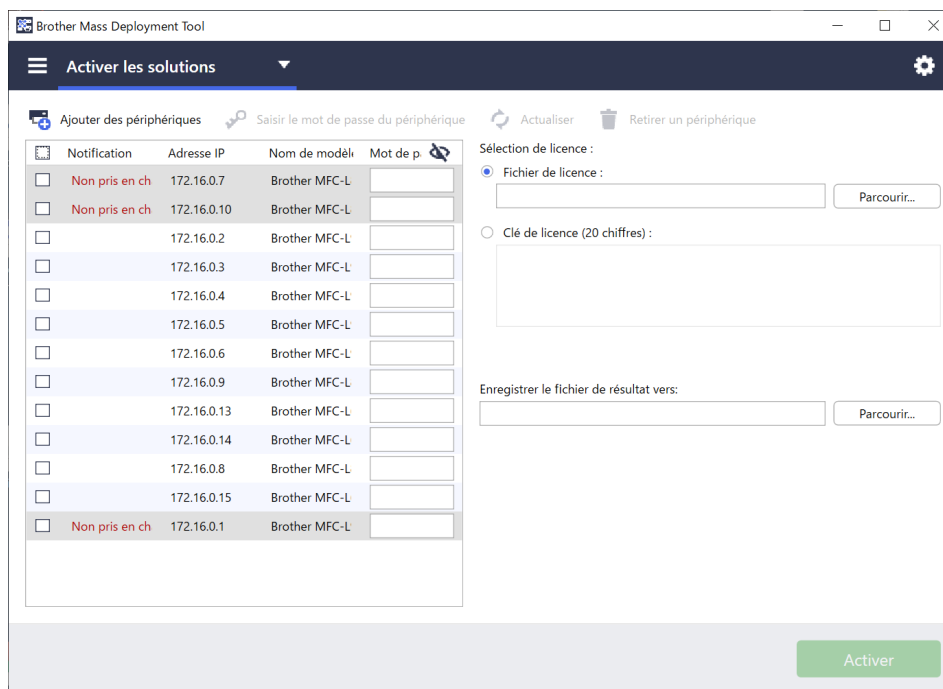 Brother Mass Deployment Tool
Activer les solutions
Ajouter des périphériques Saisir le mot de passe du périphérique Actualiser Retirer un périphérique
Notification Adresse IP Nom de modèle Mot de p
Non pris en ch 172.16.0.7 Brother MFC-L
Non pris en ch 172.16.0.10 Brother MFC-L
172.16.0.2 Brother MFC-L
172.16.0.3 Brother MFC-L
172.16.0.4 Brother MFC-L
172.16.0.5 Brother MFC-L
172.16.0.6 Brother MFC-L
172.16.0.9 Brother MFC-L
172.16.0.13 Brother MFC-L
172.16.0.14 Brother MFC-L
172.16.0.8 Brother MFC-L
172.16.0.15 Brother MFC-L
Non pris en ch 172.16.0.1 Brother MFC-L
Sélection de licence :
Fichier de licence :
Parcourir...
Clé de licence (20 chiffres) :
Enregistrer le fichier de résultat vers:
Parcourir...
Activer